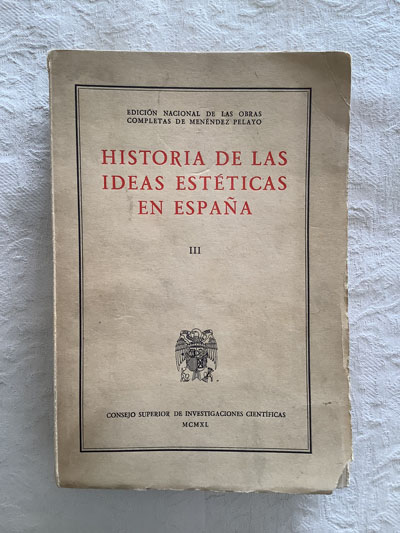 EDICIÓN NACIONAL DE LAS OBRAS
COMPLETAS DE MENÉNDEZ PELAYO
HISTORIA DE LAS
IDEAS ESTÉTICAS
EN ESPAÑA
III
CONSEJO SUPERIOR DE INVESTIGACIONES CIENTÍFICAS
MCMXL